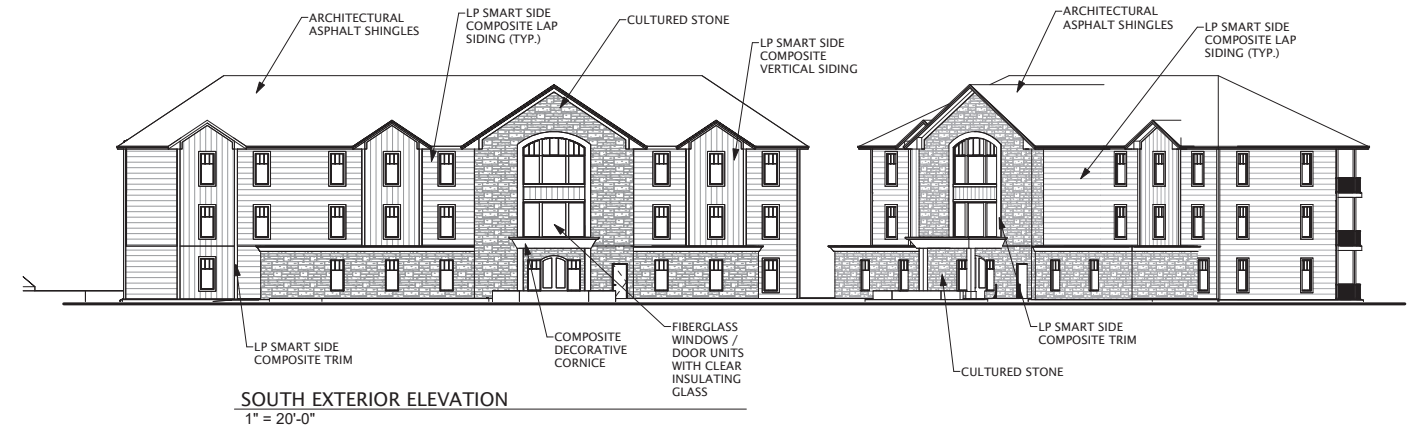 ARCHITECTURAL
ASPHALT SHINGLES
LP SMART SIDE
COMPOSITE LAP
SIDING (TYP.)
CULTURED STONE
LP SMART SIDE
COMPOSITE
VERTICAL SIDING
ARCHITECTURAL
ASPHALT SHINGLES
LP SMART SIDE
COMPOSITE LAP
SIDING (TYP.)
LP SMART SIDE
COMPOSITE TRIM
COMPOSITE
DECORATIVE
CORNICE
FIBERGLASS
WINDOWS /
DOOR UNITS
WITH CLEAR
INSULATING
GLASS
LP SMART SIDE
COMPOSITE TRIM
CULTURED STONE
SOUTH EXTERIOR ELEVATION
1" = 20'-0"